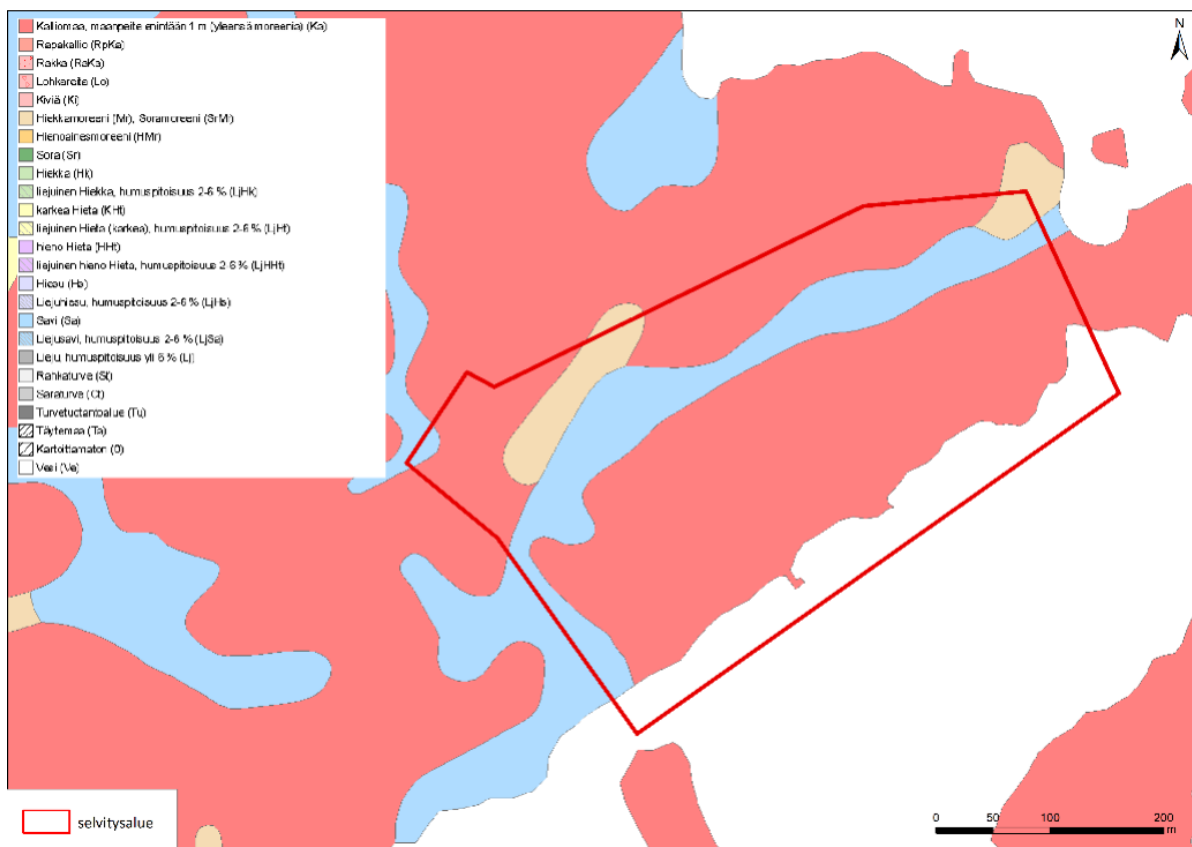 Kalliomaa, maanpeite enintään 1 m (yleensä moreenia) (Ka)
Rapakallio (RpKa)
Rakka (RaKa)
Lohkareita (Lo)
Kiviä (Ki)
Hiekkamoreeni (Mr), Soramoreeni (SrMr)
Hienoainesmoreeni (HMr)
Sora (Sr)
Hiekka (Hk)
liejuinen Hiekka, humuspitoisuus 2-6 % (LjHk)
karkea Hieta (KHt)
liejuinen Hieta (karkea), humuspitoisuus 2-6 % (LjHt)
hieno Hieta (HHt)
liejuinen hieno Hieta, humuspitoisuus 2-6 % (LjHHt)
Hiesu (Hs)
Liejuhiesu, humuspitoisuus 2-6 % (LjHs)
Savi (Sa)
Liejusavi, humuspitoisuus 2-6 % (LjSa)
Lieju, humuspitoisuus yli 6 % (Lj)
Rahkaturve (St)
Saraturve (Ct)
Turvetuotantoalue (Tu)
Täytemaa (Ta)
Kartoittamaton (0)
Vesi (Ve)
N
selvitysalue
0 50 100 200
m